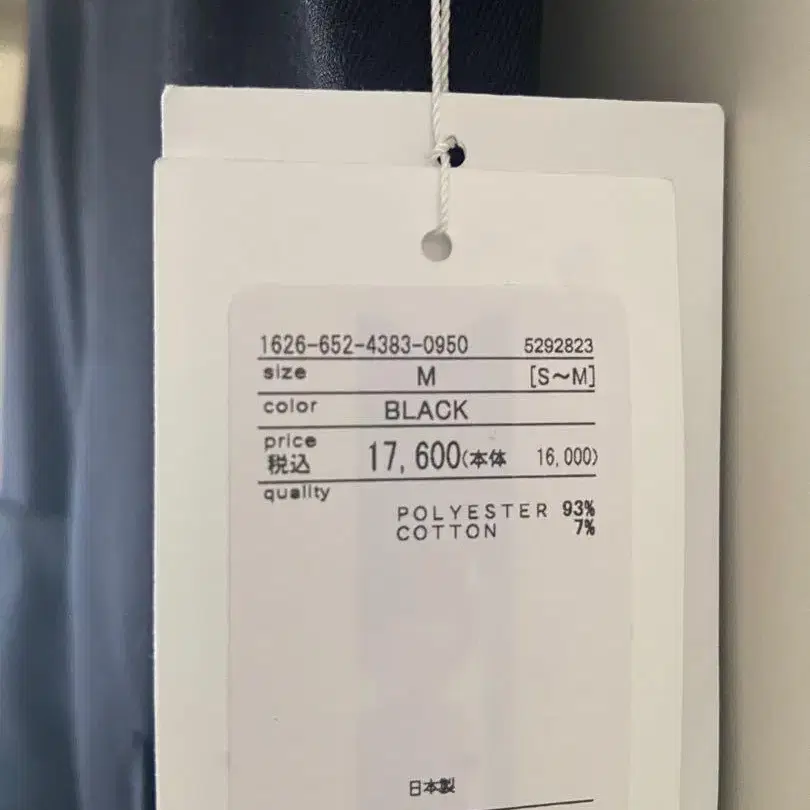 1626-652-4383-0950 5292823
size M [S~M]
color BLACK
price
税込 17,600(本体 16,000)
quality
POLYESTER 93%
COTTON 7%
日本製